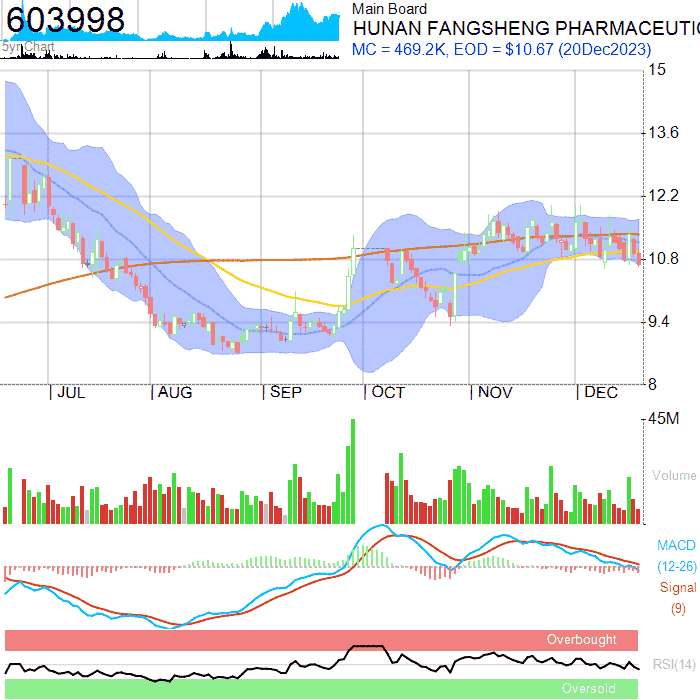 603998
5yr Chart
Main Board
HUNAN FANGSHENG PHARMACEUTIC
MC = 469.2K, EOD = $10.67 (20Dec2023)
15
13.6
12.2
10.8
9.4
8
JUL
AUG
SEP
OCT
NOV
DEC
45M
Volume
MACD
(12-26)
Signal
(9)
Overbought
RSI(14)
Oversold